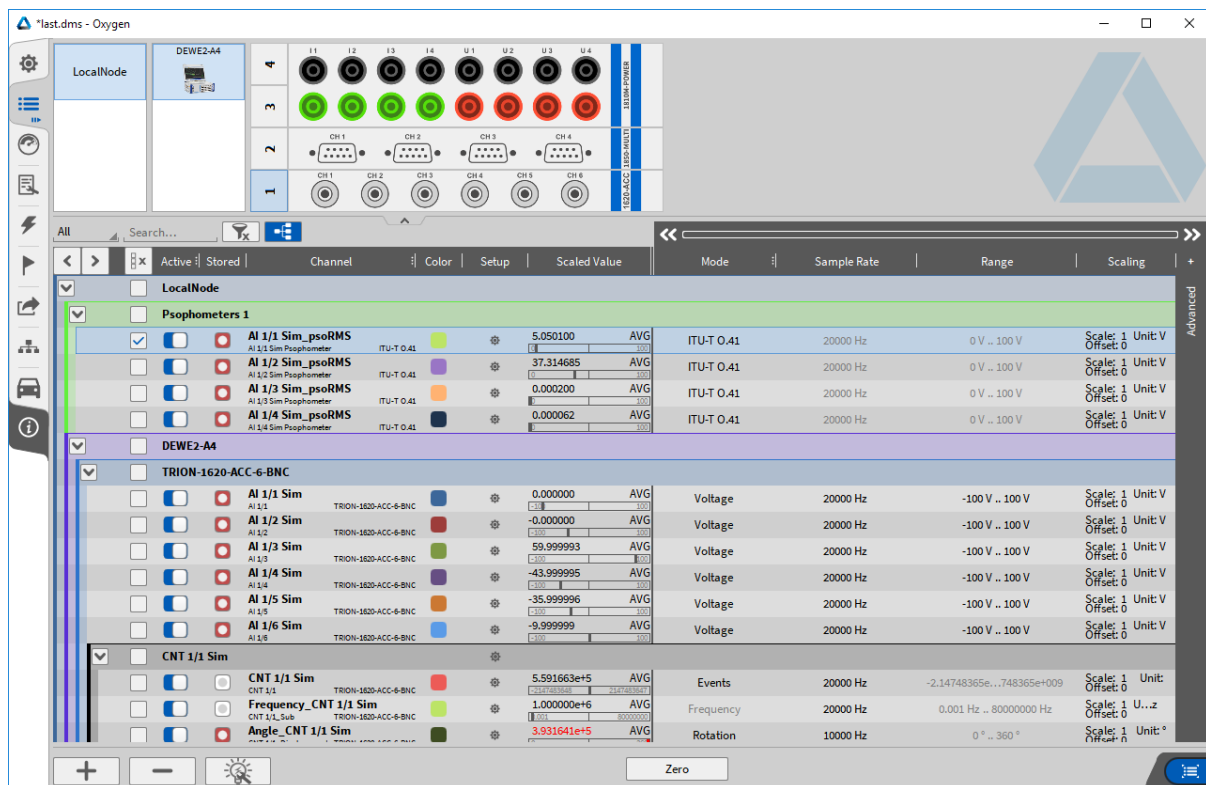 *last.dms - Oxygen
LocalNode
DEWE2-A4
4
I 1 I 2 I 3 I 4 U 1 U 2 U 3 U 4
1810M-POWER
3
2
CH 1 CH 2 CH 3 CH 4
1850-MULTI
1
CH 1 CH 2 CH 3 CH 4 CH 5 CH 6
1620-ACC
All Search...
Active Stored Channel Color Setup Scaled Value Mode Sample Rate Range Scaling +
Advanced
LocalNode
Psophometers 1
AI 1/1 Sim_psoRMS 5.050100 AVG ITU-T O.41 20000 Hz 0 V .. 100 V Scale: 1 Unit: V
AI 1/1 Sim Psophometer ITU-T O.41 0 100 Offset: 0
AI 1/2 Sim_psoRMS 37.314685 AVG ITU-T O.41 20000 Hz 0 V .. 100 V Scale: 1 Unit: V
AI 1/2 Sim Psophometer ITU-T O.41 0 100 Offset: 0
AI 1/3 Sim_psoRMS 0.000200 AVG ITU-T O.41 20000 Hz 0 V .. 100 V Scale: 1 Unit: V
AI 1/3 Sim Psophometer ITU-T O.41 0 100 Offset: 0
AI 1/4 Sim_psoRMS 0.000062 AVG ITU-T O.41 20000 Hz 0 V .. 100 V Scale: 1 Unit: V
AI 1/4 Sim Psophometer ITU-T O.41 0 100 Offset: 0
DEWE2-A4
TRION-1620-ACC-6-BNC
AI 1/1 Sim 0.000000 AVG Voltage 20000 Hz -100 V .. 100 V Scale: 1 Unit: V
AI 1/1 TRION-1620-ACC-6-BNC 100 Offset: 0
AI 1/2 Sim -0.000000 AVG Voltage 20000 Hz -100 V .. 100 V Scale: 1 Unit: V
AI 1/2 TRION-1620-ACC-6-BNC -100 100 Offset: 0
AI 1/3 Sim 59.999993 AVG Voltage 20000 Hz -100 V .. 100 V Scale: 1 Unit: V
AI 1/3 TRION-1620-ACC-6-BNC -100 100 Offset: 0
AI 1/4 Sim -43.999995 AVG Voltage 20000 Hz -100 V .. 100 V Scale: 1 Unit: V
AI 1/4 TRION-1620-ACC-6-BNC -100 100 Offset: 0
AI 1/5 Sim -35.999996 AVG Voltage 20000 Hz -100 V .. 100 V Scale: 1 Unit: V
AI 1/5 TRION-1620-ACC-6-BNC -100 100 Offset: 0
AI 1/6 Sim -9.999999 AVG Voltage 20000 Hz -100 V .. 100 V Scale: 1 Unit: V
AI 1/6 TRION-1620-ACC-6-BNC -100 100 Offset: 0
CNT 1/1 Sim
CNT 1/1 Sim 5.591663e+5 AVG Events 20000 Hz -2.14748365e...748365e+009 Scale: 1 Unit:
CNT 1/1 TRION-1620-ACC-6-BNC -2147483648 2147483647 Offset: 0
Frequency_CNT 1/1 Sim 1.000000e+6 AVG Frequency 20000 Hz 0.001 Hz .. 80000000 Hz Scale: 1 U...z
CNT 1/1_Sub TRION-1620-ACC-6-BNC 80000000 Offset: 0
Angle_CNT 1/1 Sim 3.931641e+5 AVG Rotation 10000 Hz 0 ° .. 360 ° Scale: 1 Unit: °
Offset: 0
Zero